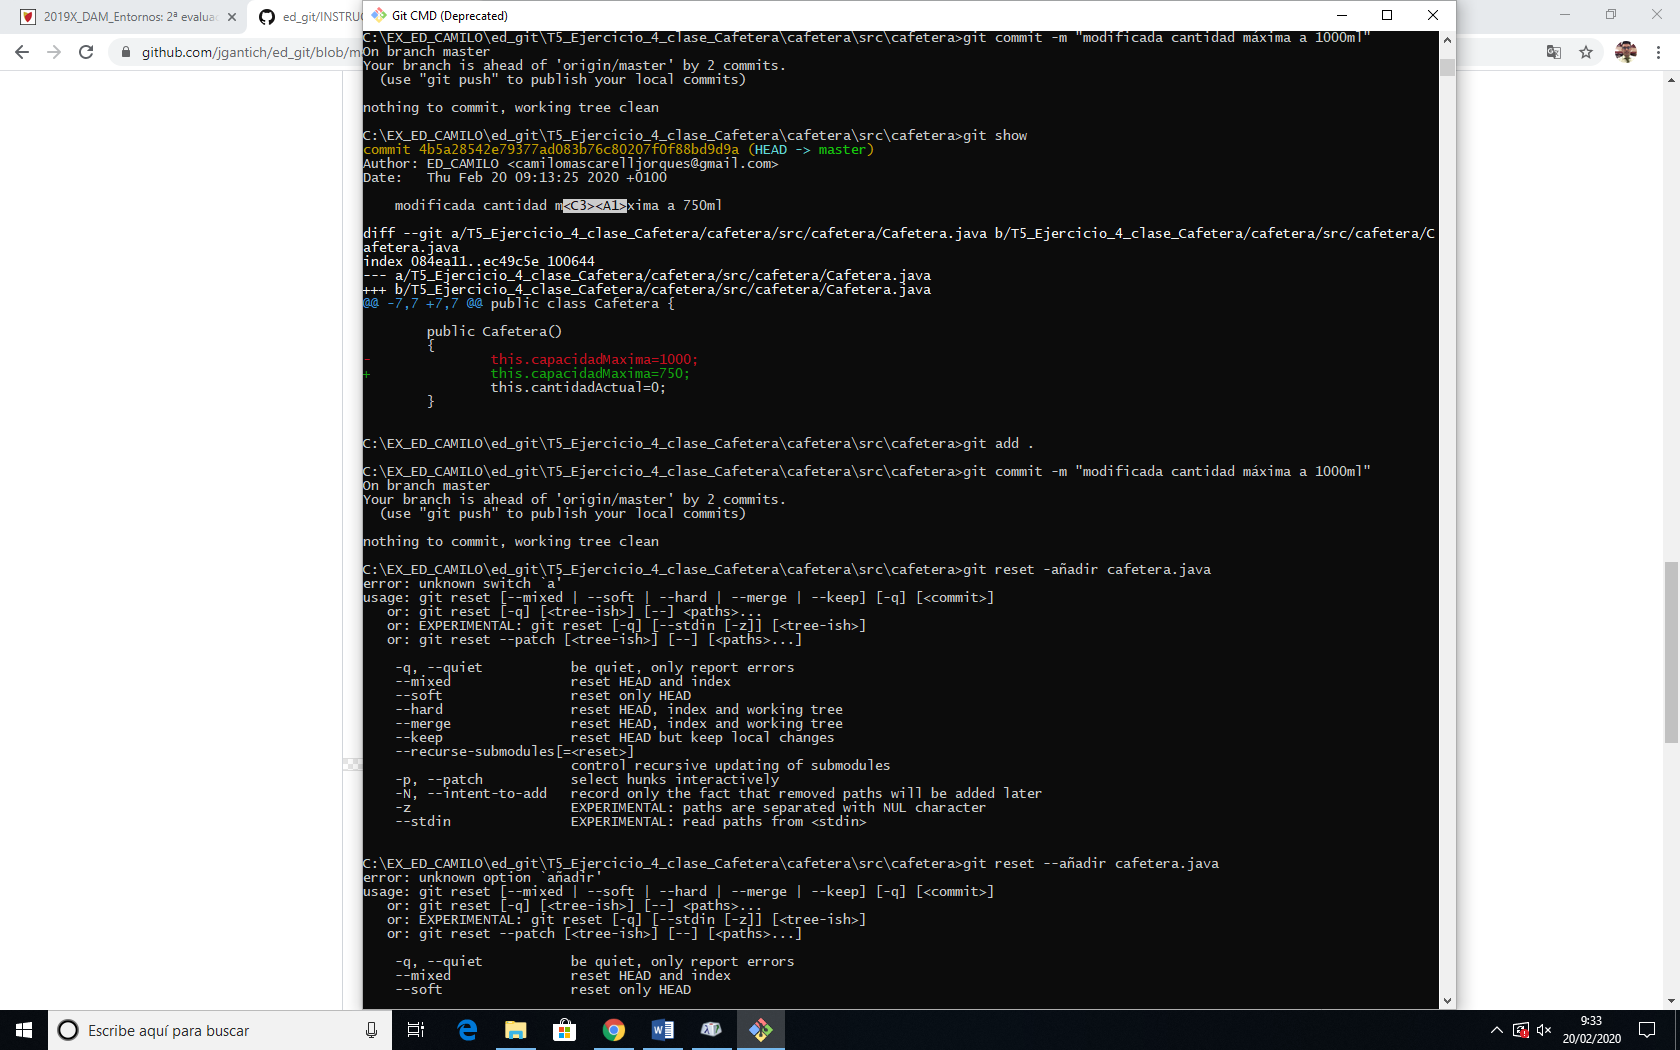 2019X_DAM_Entornos: 2ª evaluac
ed_git/INSTRUC
Git CMD (Deprecated)
github.com/jgantich/ed_git/blob/m
C:\EX_ED_CAMILO\ed_git\T5_Ejercicio_4_clase_Cafetera\cafetera\src\cafetera>git commit -m "modificada cantidad máxima a 1000ml"
On branch master
Your branch is ahead of 'origin/master' by 2 commits.
  (use "git push" to publish your local commits)
nothing to commit, working tree clean
C:\EX_ED_CAMILO\ed_git\T5_Ejercicio_4_clase_Cafetera\cafetera\src\cafetera>git show
commit 4b5a28542e79377ad083b76c80207f0f88bd9d9a (HEAD -> master)
Author: ED_CAMILO <camilomascarelljorques@gmail.com>
Date:   Thu Feb 20 09:13:25 2020 +0100
    modificada cantidad m<C3><A1>xima a 750ml
diff --git a/T5_Ejercicio_4_clase_Cafetera/cafetera/src/cafetera/Cafetera.java b/T5_Ejercicio_4_clase_Cafetera/cafetera/src/cafetera/C
afetera.java
index 084ea11..ec49c5e 100644
--- a/T5_Ejercicio_4_clase_Cafetera/cafetera/src/cafetera/Cafetera.java
+++ b/T5_Ejercicio_4_clase_Cafetera/cafetera/src/cafetera/Cafetera.java
@@ -7,7 +7,7 @@ public class Cafetera {
        public Cafetera()
        {
-               this.capacidadMaxima=1000;
+               this.capacidadMaxima=750;
                this.cantidadActual=0;
        }
C:\EX_ED_CAMILO\ed_git\T5_Ejercicio_4_clase_Cafetera\cafetera\src\cafetera>git add .
C:\EX_ED_CAMILO\ed_git\T5_Ejercicio_4_clase_Cafetera\cafetera\src\cafetera>git commit -m "modificada cantidad máxima a 1000ml"
On branch master
Your branch is ahead of 'origin/master' by 2 commits.
  (use "git push" to publish your local commits)
nothing to commit, working tree clean
C:\EX_ED_CAMILO\ed_git\T5_Ejercicio_4_clase_Cafetera\cafetera\src\cafetera>git reset -añadir cafetera.java
error: unknown switch `a'
usage: git reset [--mixed | --soft | --hard | --merge | --keep] [-q] [<commit>]
   or: git reset [-q] [<tree-ish>] [--] <paths>...
   or: EXPERIMENTAL: git reset [-q] [--stdin [-z]] [<tree-ish>]
   or: git reset --patch [<tree-ish>] [--] [<paths>...]
    -q, --quiet           be quiet, only report errors
    --mixed               reset HEAD and index
    --soft                reset only HEAD
    --hard                reset HEAD, index and working tree
    --merge               reset HEAD, index and working tree
    --keep                reset HEAD but keep local changes
    --recurse-submodules[=<reset>]
                          control recursive updating of submodules
    -p, --patch           select hunks interactively
    -N, --intent-to-add   record only the fact that removed paths will be added later
    -z                    EXPERIMENTAL: paths are separated with NUL character
    --stdin               EXPERIMENTAL: read paths from <stdin>
C:\EX_ED_CAMILO\ed_git\T5_Ejercicio_4_clase_Cafetera\cafetera\src\cafetera>git reset --añadir cafetera.java
error: unknown option `añadir'
usage: git reset [--mixed | --soft | --hard | --merge | --keep] [-q] [<commit>]
   or: git reset [-q] [<tree-ish>] [--] <paths>...
   or: EXPERIMENTAL: git reset [-q] [--stdin [-z]] [<tree-ish>]
   or: git reset --patch [<tree-ish>] [--] [<paths>...]
    -q, --quiet           be quiet, only report errors
    --mixed               reset HEAD and index
    --soft                reset only HEAD
Escribe aquí para buscar
9:33
20/02/2020